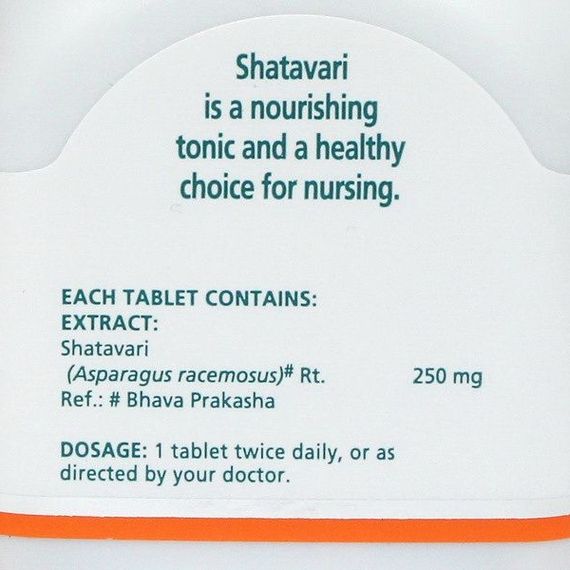 Shatavari
is a nourishing
tonic and a healthy
choice for nursing.
EACH TABLET CONTAINS:
EXTRACT:
Shatavari
(Asparagus racemosus)# Rt. 250 mg
Ref.: # Bhava Prakasha
DOSAGE: 1 tablet twice daily, or as
directed by your doctor.